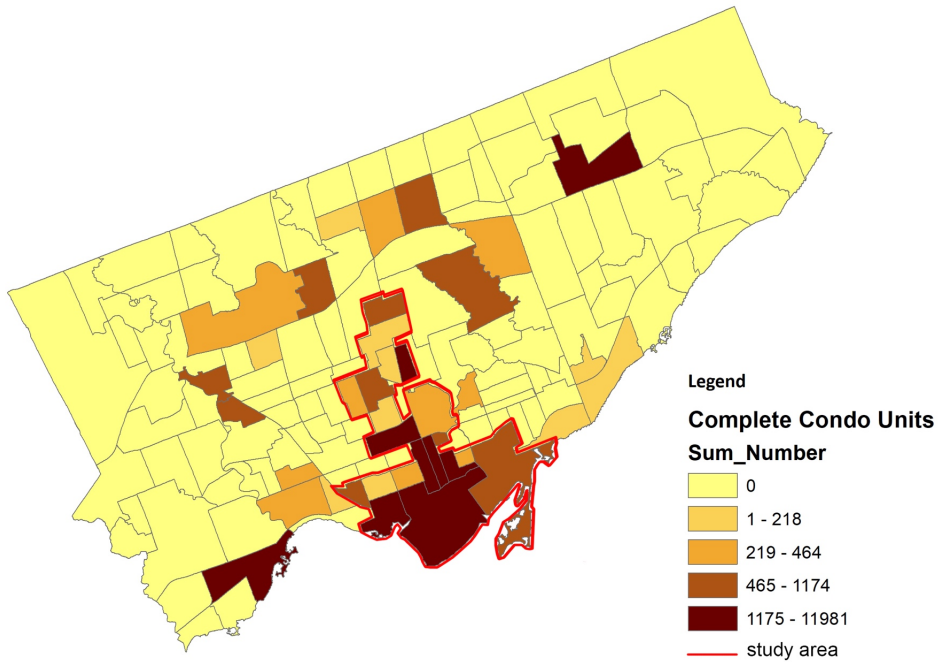 Legend
Complete Condo Units
Sum_Number
0
1 - 218
219 - 464
465 - 1174
1175 - 11981
study area